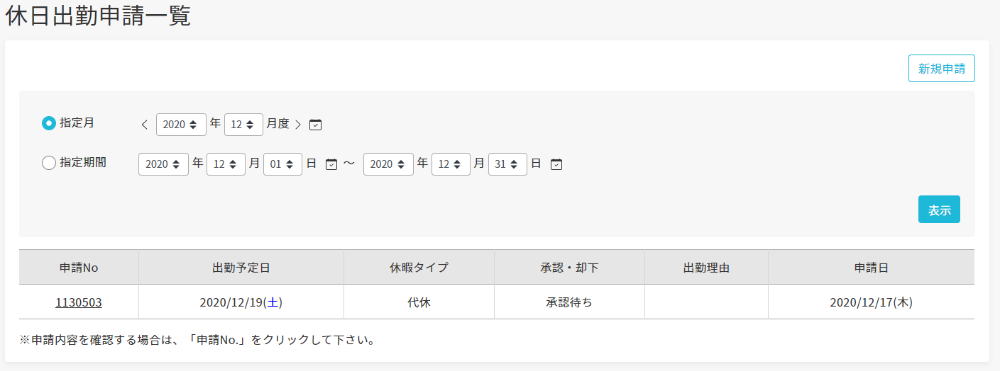 休日出勤申請一覧
新規申請
指定月 2020 年 12 月度
指定期間 2020 年 12 月 01 日 ～ 2020 年 12 月 31 日
表示
申請No 出勤予定日 休暇タイプ 承認・却下 出勤理由 申請日
1130503 2020/12/19(土) 代休 承認待ち 2020/12/17(木)
※申請内容を確認する場合は、「申請No.」をクリックして下さい。